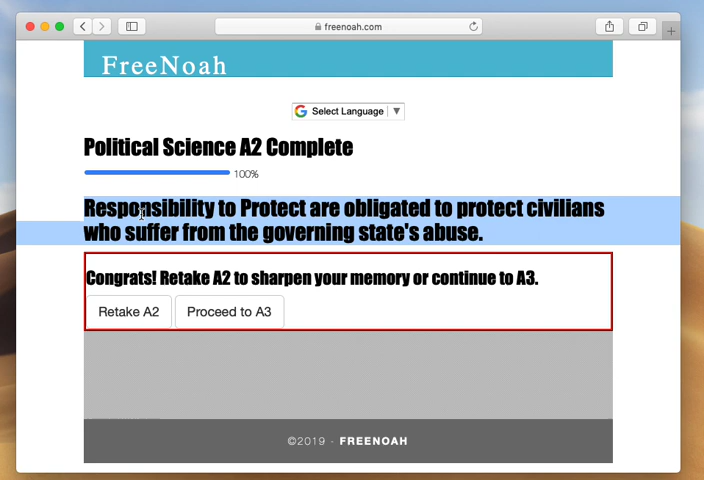 freenoah.com
FreeNoah
Select Language
Political Science A2 Complete
100%
Responsibility to Protect are obligated to protect civilians
who suffer from the governing state's abuse.
Congrats! Retake A2 to sharpen your memory or continue to A3.
Retake A2 Proceed to A3
©2019 - FREENOAH